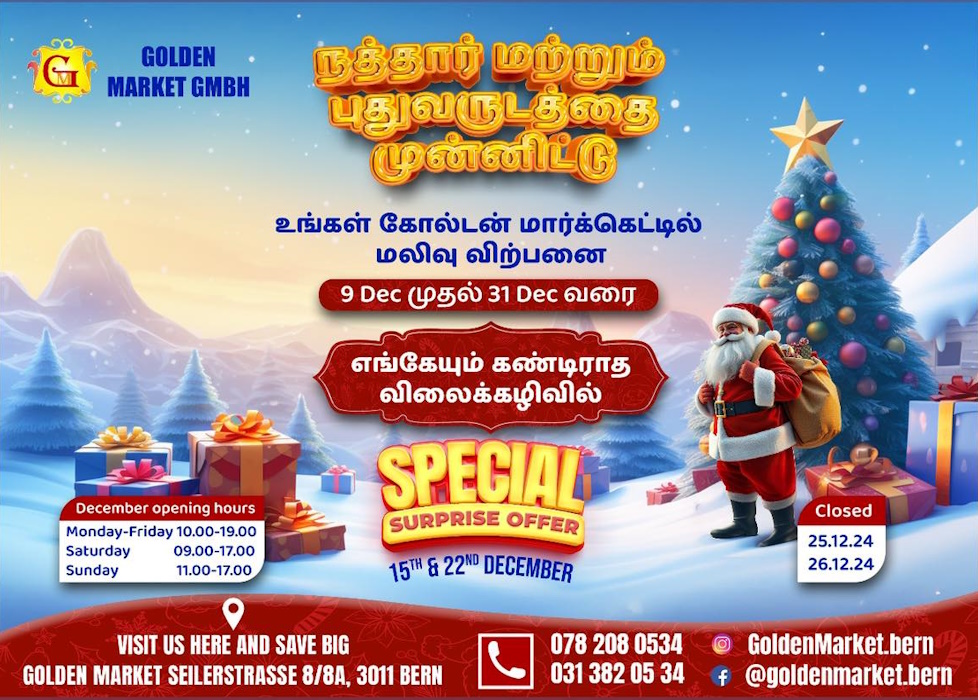 GM
GOLDEN
MARKET GMBH
நத்தார் மற்றும்
புதுவருடத்தை
முன்னிட்டு
உங்கள் கோல்டன் மார்க்கெட்டில்
மலிவு விற்பனை
9 Dec முதல் 31 Dec வரை
எங்கேயும் கண்டிராத
விலைக்கழிவில்
SPECIAL
SURPRISE OFFER
15TH & 22ND DECEMBER
December opening hours
Monday-Friday 10.00-19.00
Saturday 09.00-17.00
Sunday 11.00-17.00
Closed
25.12.24
26.12.24
VISIT US HERE AND SAVE BIG
GOLDEN MARKET SEILERSTRASSE 8/8A, 3011 BERN
078 208 0534
031 382 05 34
GoldenMarket.bern
@goldenmarket.bern